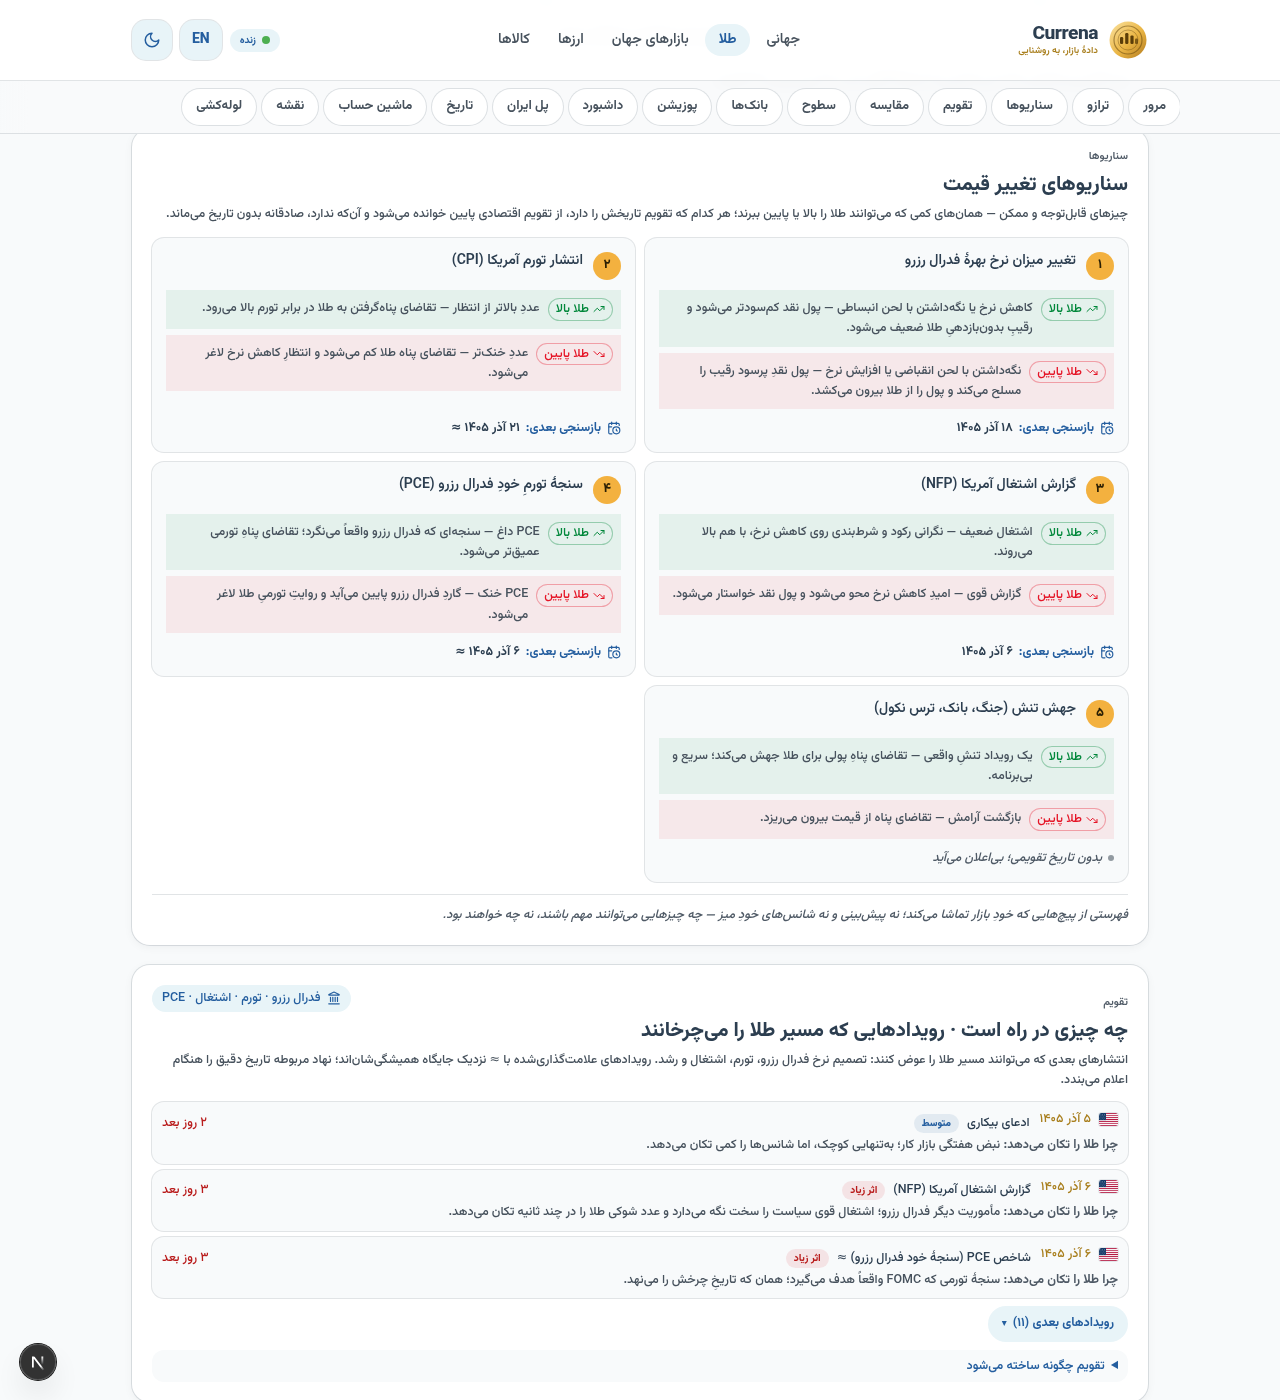 Currena
دادهٔ بازار، به روشنایی
جهانی
طلا
بازارهای جهان
ارزها
کالاها
زنده
EN
مرور
ترازو
سناریوها
تقویم
مقایسه
سطوح
بانک‌ها
پوزیشن
داشبورد
پل ایران
تاریخ
ماشین حساب
نقشه
لوله‌کشی
سناریوها
سناریوهای تغییر قیمت
چیزهای قابل‌توجه و ممکن — همان‌های کمی که می‌توانند طلا را بالا یا پایین ببرند؛ هر کدام که تقویم تاریخش را دارد، از تقویم اقتصادی پایین خوانده می‌شود و آن‌که ندارد، صادقانه بدون تاریخ می‌ماند.
۱
تغییر میزان نرخ بهرهٔ فدرال رزرو
طلا بالا
کاهش نرخ یا نگه‌داشتن با لحن انبساطی — پول نقد کم‌سودتر می‌شود و
رقیبِ بدون‌بازدهیِ طلا ضعیف می‌شود.
طلا پایین
نگه‌داشتن با لحن انقباضی یا افزایش نرخ — پول نقدِ پرسود رقیب را
مسلح می‌کند و پول را از طلا بیرون می‌کشد.
بازسنجی بعدی: ۱۸ آذر ۱۴۰۵
۲
انتشار تورم آمریکا (CPI)
طلا بالا
عددِ بالاتر از انتظار — تقاضای پناه‌گرفتن به طلا در برابر تورم بالا می‌رود.
طلا پایین
عددِ خنک‌تر — تقاضای پناه طلا کم می‌شود و انتظارِ کاهش نرخ لاغر
می‌شود.
بازسنجی بعدی: ۲۱ آذر ۱۴۰۵ ≈
۳
گزارش اشتغال آمریکا (NFP)
طلا بالا
اشتغال ضعیف — نگرانی رکود و شرط‌بندی روی کاهش نرخ، با هم بالا
می‌روند.
طلا پایین
گزارش قوی — امیدِ کاهش نرخ محو می‌شود و پول نقد خواستار می‌شود.
بازسنجی بعدی: ۶ آذر ۱۴۰۵
۴
سنجهٔ تورمِ خودِ فدرال رزرو (PCE)
طلا بالا
PCE داغ — سنجه‌ای که فدرال رزرو واقعاً می‌نگرد؛ تقاضای پناهِ تورمی
عمیق‌تر می‌شود.
طلا پایین
PCE خنک — گاردِ فدرال رزرو پایین می‌آید و روایتِ تورمیِ طلا لاغر
می‌شود.
بازسنجی بعدی: ۶ آذر ۱۴۰۵ ≈
۵
جهش تنش (جنگ، بانک، ترس نکول)
طلا بالا
یک رویداد تنشِ واقعی — تقاضای پناهِ پولی برای طلا جهش می‌کند؛ سریع و
بی‌برنامه.
طلا پایین
بازگشت آرامش — تقاضای پناه از قیمت بیرون می‌ریزد.
بدون تاریخ تقویمی؛ بی‌اعلان می‌آید
فهرستی از پیچ‌هایی که خودِ بازار تماشا می‌کند؛ نه پیش‌بینی و نه شانس‌های خودِ میز — چه چیزهایی می‌توانند مهم باشند، نه چه خواهند بود.
تقویم
فدرال رزرو · تورم · اشتغال · PCE
چه چیزی در راه است · رویدادهایی که مسیر طلا را می‌چرخانند
انتشارهای بعدی که می‌توانند مسیر طلا را عوض کنند: تصمیم نرخ فدرال رزرو، تورم، اشتغال و رشد. رویدادهای علامت‌گذاری‌شده با ≈ نزدیک جایگاه همیشگی‌شان‌اند؛ نهاد مربوطه تاریخ دقیق را هنگام
اعلام می‌بندد.
۵ آذر ۱۴۰۵
ادعای بیکاری
متوسط
۲ روز بعد
چرا طلا را تکان می‌دهد: نبض هفتگی بازار کار؛ به‌تنهایی کوچک، اما شانس‌ها را کمی تکان می‌دهد.
۶ آذر ۱۴۰۵
گزارش اشتغال آمریکا (NFP)
اثر زیاد
۳ روز بعد
چرا طلا را تکان می‌دهد: مأموریت دیگر فدرال رزرو؛ اشتغال قوی سیاست را سخت نگه می‌دارد و عدد شوکی طلا را در چند ثانیه تکان می‌دهد.
۶ آذر ۱۴۰۵
شاخص PCE (سنجهٔ خود فدرال رزرو) ≈
اثر زیاد
۳ روز بعد
چرا طلا را تکان می‌دهد: سنجهٔ تورمی که FOMC واقعاً هدف می‌گیرد؛ همان که تاریخِ چرخش را می‌نهد.
رویدادهای بعدی (۱۱) ▾
تقویم چگونه ساخته می‌شود